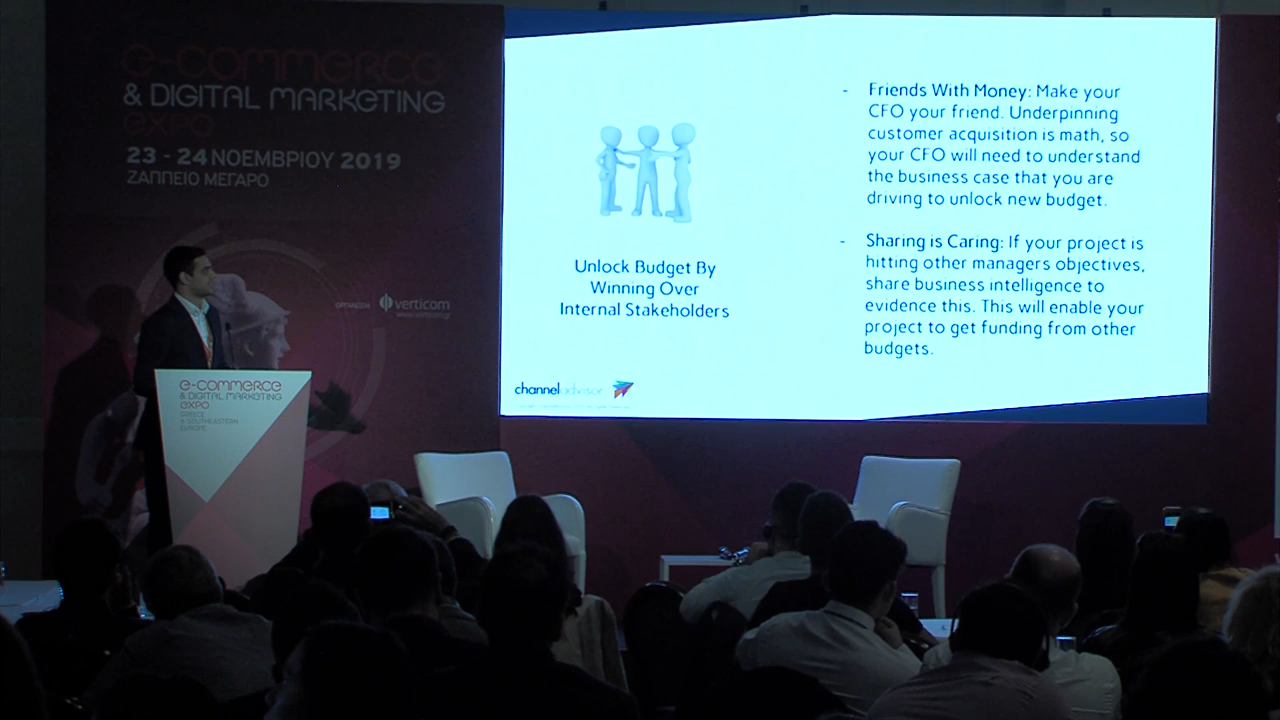 e-commerce
& DIGITAL MARKETING
expo
23 - 24 ΝΟΕΜΒΡΙΟΥ 2019
ΖΑΠΠΕΙΟ ΜΕΓΑΡΟ
verticom
e-commerce
& DIGITAL MARKETING
expo
GREECE
& SOUTHEASTERN
EUROPE
Unlock Budget By
Winning Over
Internal Stakeholders
channeladvisor
- Friends With Money: Make your
CFO your friend. Underpinning
customer acquisition is math, so
your CFO will need to understand
the business case that you are
driving to unlock new budget.
- Sharing is Caring: If your project is
hitting other managers objectives,
share business intelligence to
evidence this. This will enable your
project to get funding from other
budgets.